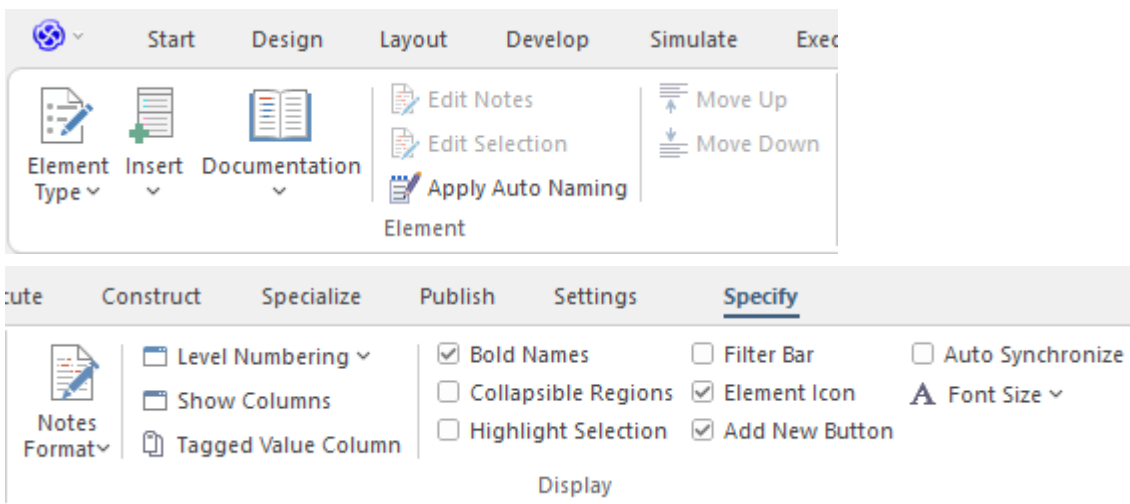 Start Design Layout Develop Simulate Exec
Element Type
Insert
Documentation
Edit Notes
Edit Selection
Apply Auto Naming
Move Up
Move Down
Element
cute Construct Specialize Publish Settings Specify
Notes Format
Level Numbering
Show Columns
Tagged Value Column
Bold Names
Collapsible Regions
Highlight Selection
Filter Bar
Element Icon
Add New Button
Auto Synchronize
A Font Size
Display